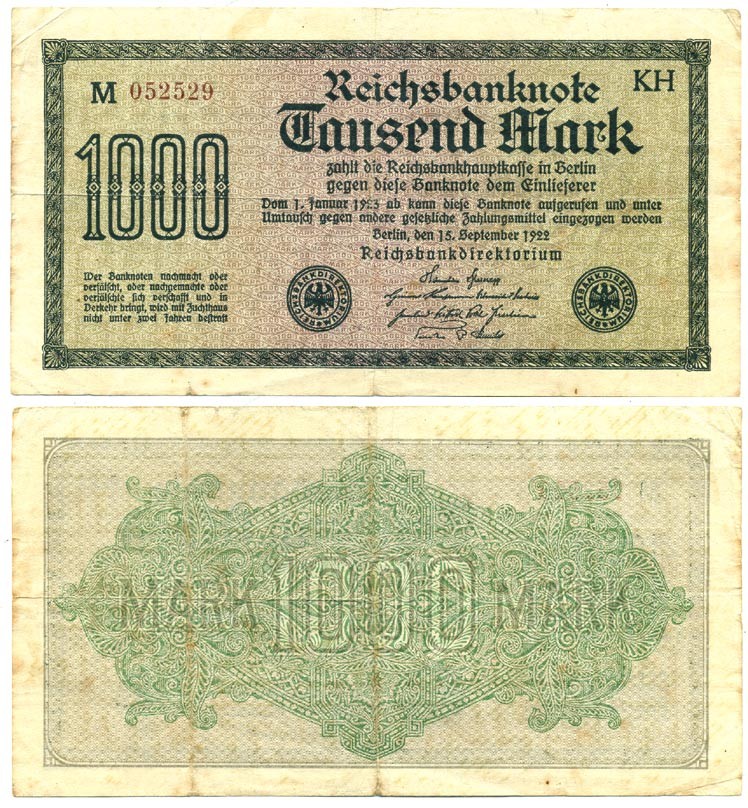 M 052529
Reichsbanknote
KH
Tausend Mark
1000
zahlt die Reichsbankhauptkasse in Berlin
gegen diese Banknote dem Einlieferer
Vom 1. Januar 1923 ab kann diese Banknote aufgerufen und unter
Umtausch gegen andere gesetzliche Zahlungsmittel eingezogen werden
Berlin, den 15. September 1922
Reichsbankdirektorium
Wer Banknoten nachmacht oder
verfälscht, oder nachgemachte oder
verfälschte sich verschafft und in
Verkehr bringt, wird mit Zuchthaus
nicht unter zwei Jahren bestraft
REICHSBANKDIREKTORIUM
REICHSBANKDIREKTORIUM
MARK 1000 MARK